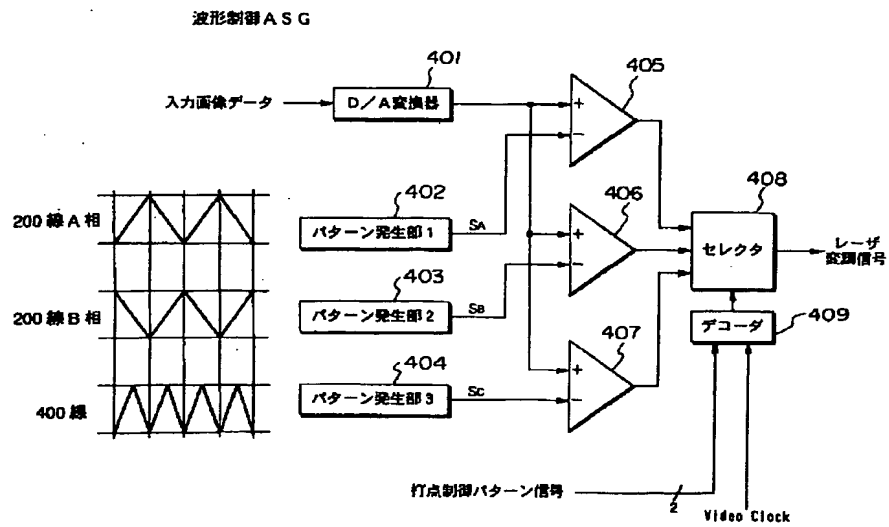 波形制御ASG
401
入力画像データ
D/A変換器
405
+
−
200線A相
402
パターン発生部1
SA
406
+
−
408
セレクタ
レーザ
変調信号
200線B相
403
パターン発生部2
SB
デコーダ
409
407
+
−
400線
404
パターン発生部3
SC
打点制御パターン信号
2
Video Clock